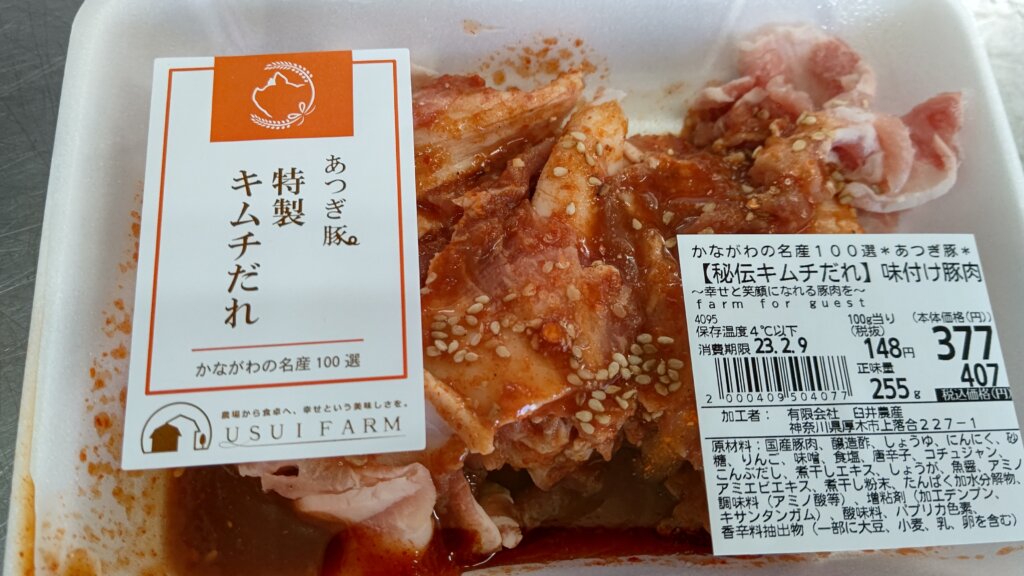 あつぎ豚
特製
キムチだれ
かながわの名産100選
農場から食卓へ、幸せという美味しさを。
USUI FARM
かながわの名産100選*あつぎ豚*
【秘伝キムチだれ】味付け豚肉
~幸せと笑顔になれる豚肉を~
farm for guest
4095
保存温度4℃以下
消費期限 23.2.9
100g当り
(税抜)
148円
正味量
255g
(本体価格(円))
377
407
税込価格(円)
2000409504077
加工者: 有限会社 臼井農産
神奈川県厚木市上落合227-1
原材料;国産豚肉、醸造酢、しょうゆ、にんにく、砂
糖、りんご、味噌、食塩、唐辛子、コチュジャン、
こんぶだし、煮干しエキス、しょうが、魚醤、アミノ
アミエビエキス、煮干し粉末、たんぱく加水分解物、
調味料(アミノ酸等)、増粘剤(加工デンプン、
キサンタンガム)、酸味料、パプリカ色素、
香辛料抽出物(一部に大豆、小麦、乳、卵を含む)